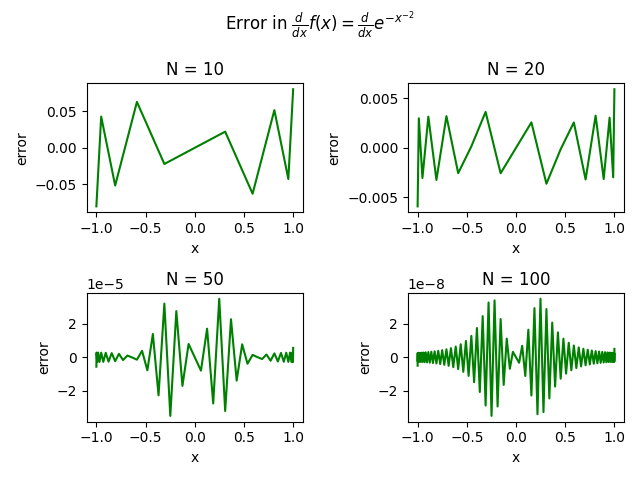 Error in $\frac{d}{dx}f(x) = \frac{d}{dx}e^{-x^{-2}}$
N = 10
N = 20
error
0.05
0.00
−0.05
−1.0 −0.5 0.0 0.5 1.0
x
error
0.005
0.000
−0.005
−1.0 −0.5 0.0 0.5 1.0
x
1e−5
N = 50
error
2
0
−2
−1.0 −0.5 0.0 0.5 1.0
x
1e−8
N = 100
error
2
0
−2
−1.0 −0.5 0.0 0.5 1.0
x